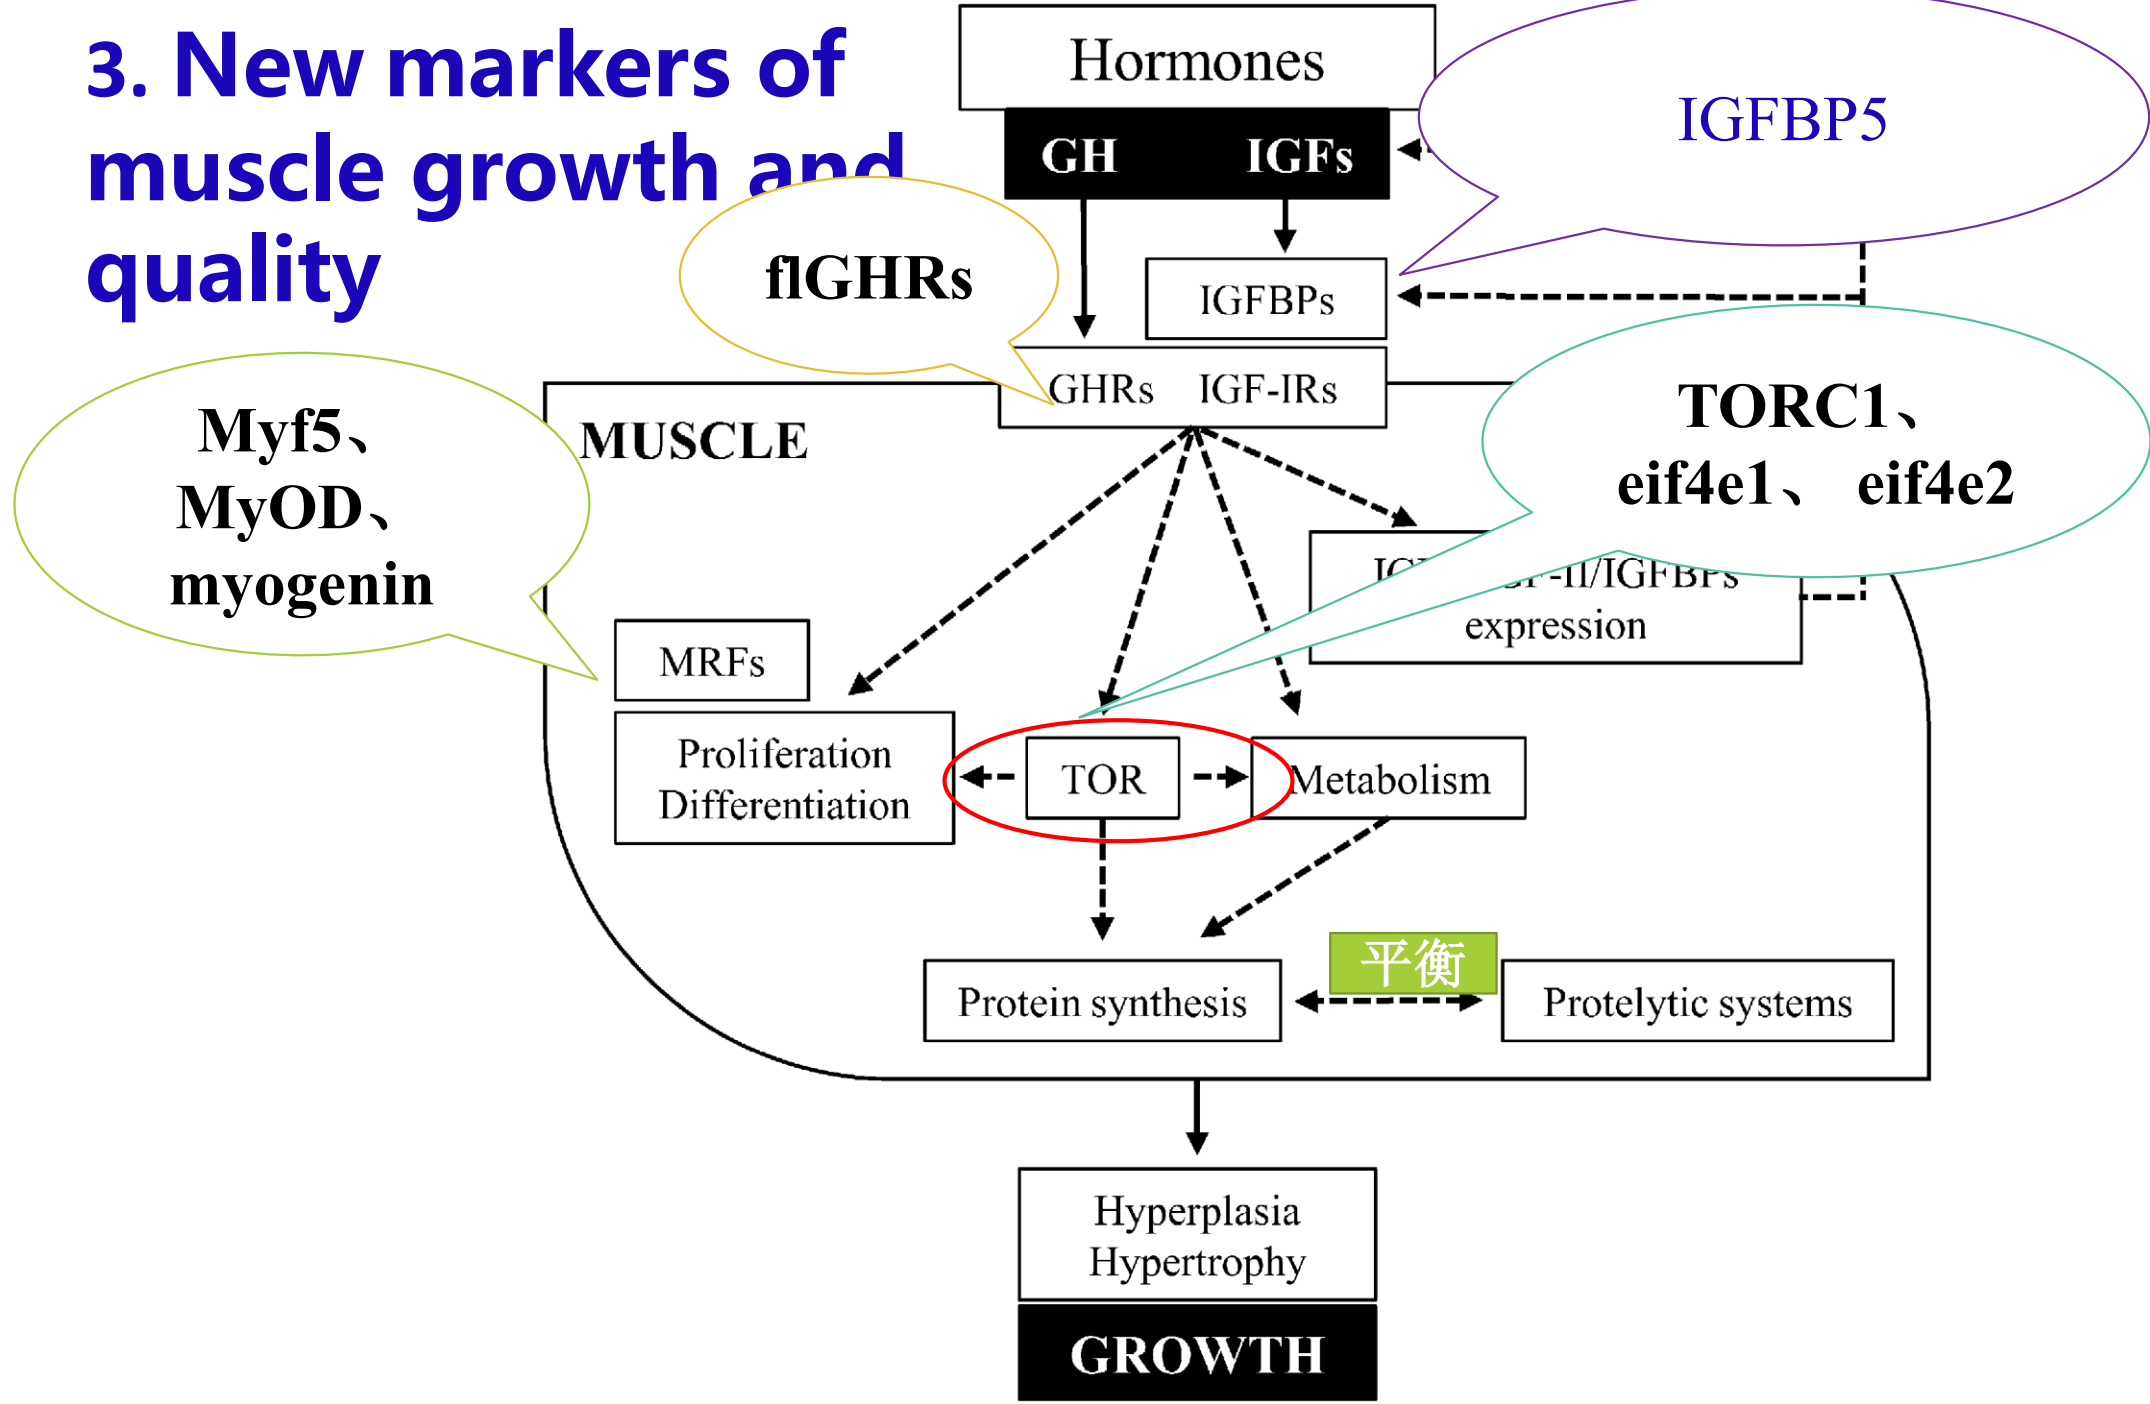 3. New markers of
muscle growth and
quality
Hormones
GH IGFs
IGFBP5
flGHRs
IGFBPs
GHRs IGF-IRs
MUSCLE
Myf5、
MyOD、
myogenin
TORC1、
eif4e1、 eif4e2
/IGFBPs
expression
MRFs
Proliferation
Differentiation
TOR
Metabolism
平衡
Protein synthesis
Protelytic systems
Hyperplasia
Hypertrophy
GROWTH